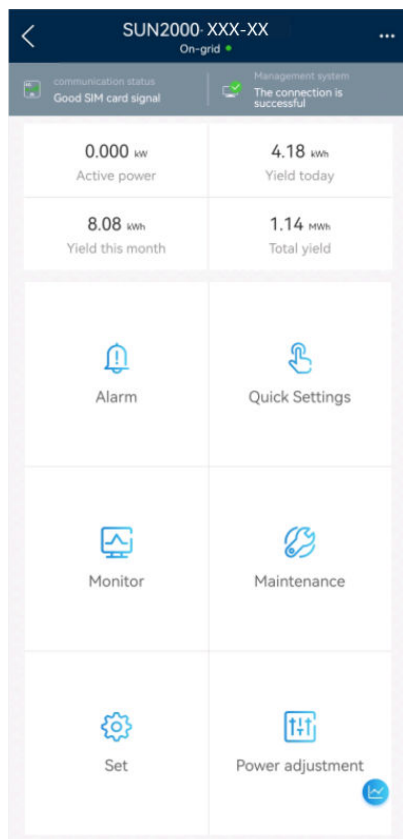 SUN2000-XXX-XX
On-grid
communication status
Good SIM card signal
Management system
The connection is
successful
0.000 kW
Active power
4.18 kWh
Yield today
8.08 kWh
Yield this month
1.14 MWh
Total yield
Alarm
Quick Settings
Monitor
Maintenance
Set
Power adjustment